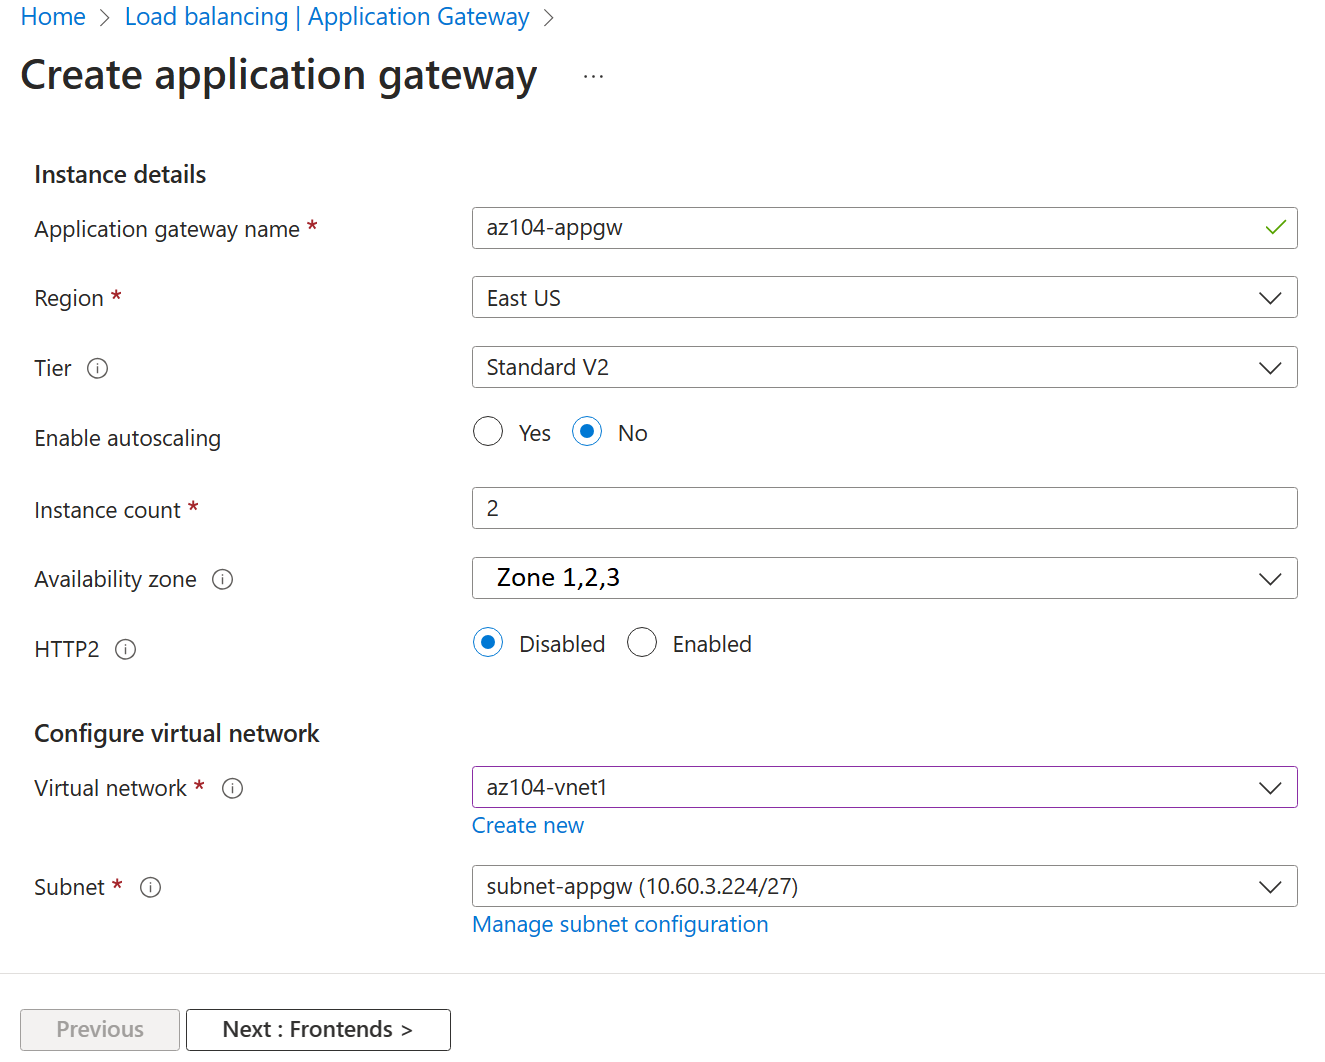 Home > Load balancing | Application Gateway >
Create application gateway ...
Instance details
Application gateway name * az104-appgw
Region * East US
Tier Standard V2
Enable autoscaling Yes No
Instance count * 2
Availability zone Zone 1,2,3
HTTP2 Disabled Enabled
Configure virtual network
Virtual network * az104-vnet1
Create new
Subnet * subnet-appgw (10.60.3.224/27)
Manage subnet configuration
Previous Next : Frontends >